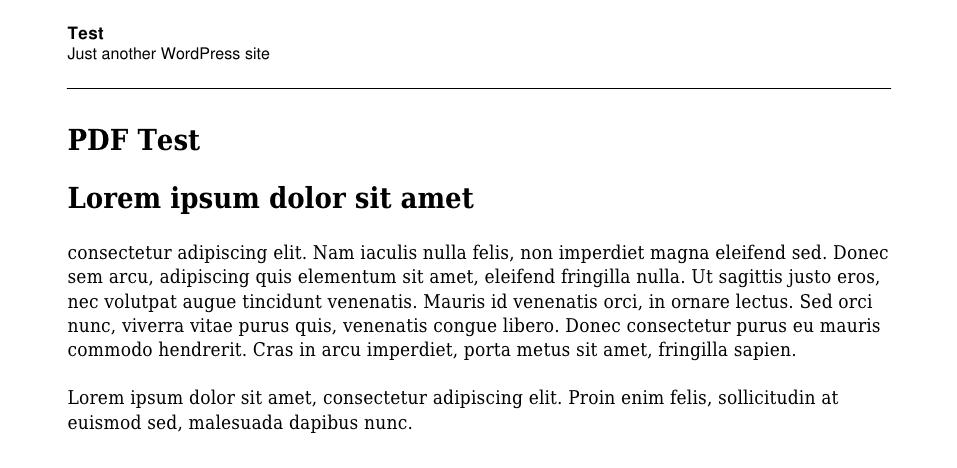 Test
Just another WordPress site
PDF Test
Lorem ipsum dolor sit amet
consectetur adipiscing elit. Nam iaculis nulla felis, non imperdiet magna eleifend sed. Donec
sem arcu, adipiscing quis elementum sit amet, eleifend fringilla nulla. Ut sagittis justo eros,
nec volutpat augue tincidunt venenatis. Mauris id venenatis orci, in ornare lectus. Sed orci
nunc, viverra vitae purus quis, venenatis congue libero. Donec consectetur purus eu mauris
commodo hendrerit. Cras in arcu imperdiet, porta metus sit amet, fringilla sapien.
Lorem ipsum dolor sit amet, consectetur adipiscing elit. Proin enim felis, sollicitudin at
euismod sed, malesuada dapibus nunc.